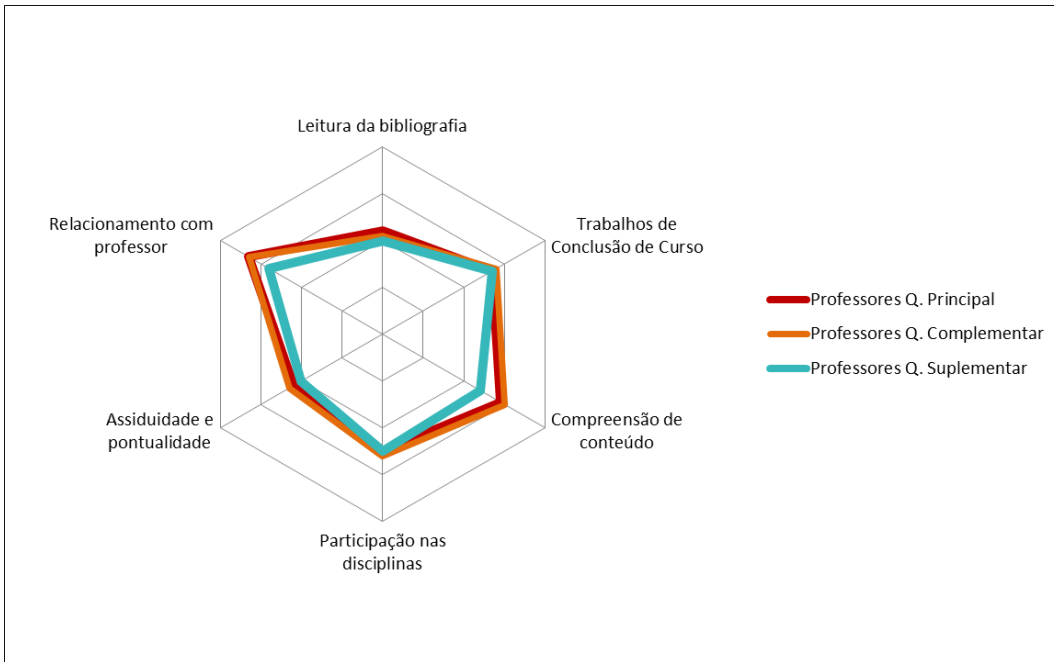 Leitura da bibliografia
Trabalhos de
Conclusão de Curso
Compreensão de
conteúdo
Participação nas
disciplinas
Assiduidade e
pontualidade
Relacionamento com
professor
Professores Q. Principal
Professores Q. Complementar
Professores Q. Suplementar